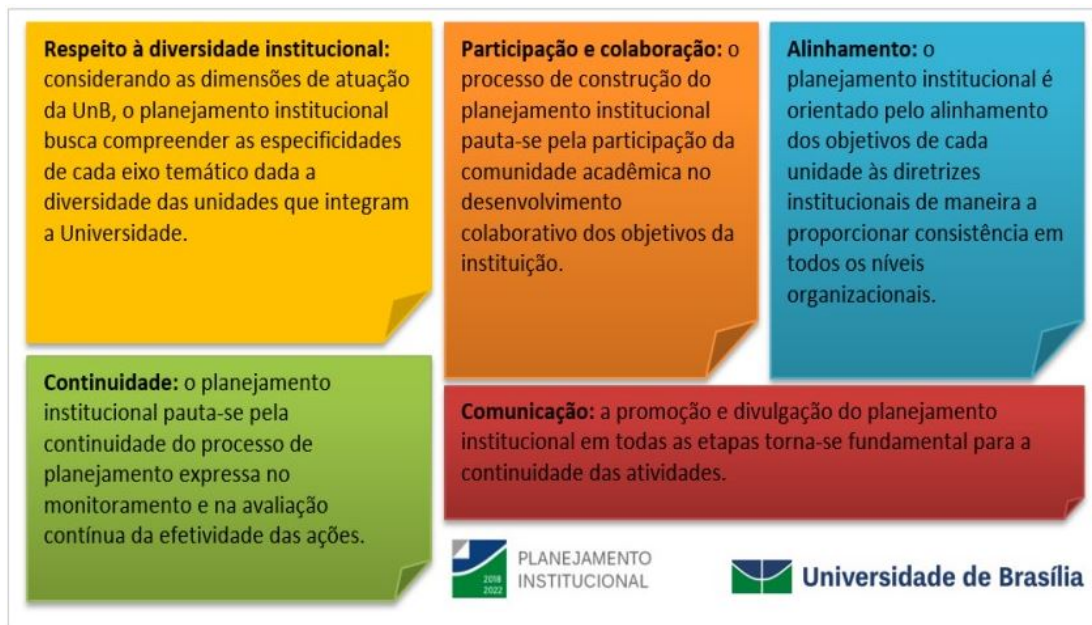 Respeito à diversidade institucional:
considerando as dimensões de atuação
da UnB, o planejamento institucional
busca compreender as especificidades
de cada eixo temático dada a
diversidade das unidades que integram
a Universidade.
Participação e colaboração: o
processo de construção do
planejamento institucional
pauta-se pela participação da
comunidade acadêmica no
desenvolvimento
colaborativo dos objetivos da
instituição.
Alinhamento: o
planejamento institucional é
orientado pelo alinhamento
dos objetivos de cada
unidade às diretrizes
institucionais de maneira a
proporcionar consistência em
todos os níveis
organizacionais.
Continuidade: o planejamento
institucional pauta-se pela
continuidade do processo de
planejamento expressa no
monitoramento e na avaliação
contínua da efetividade das ações.
Comunicação: a promoção e divulgação do planejamento
institucional em todas as etapas torna-se fundamental para a
continuidade das atividades.
2018
2022
PLANEJAMENTO
INSTITUCIONAL
Universidade de Brasília